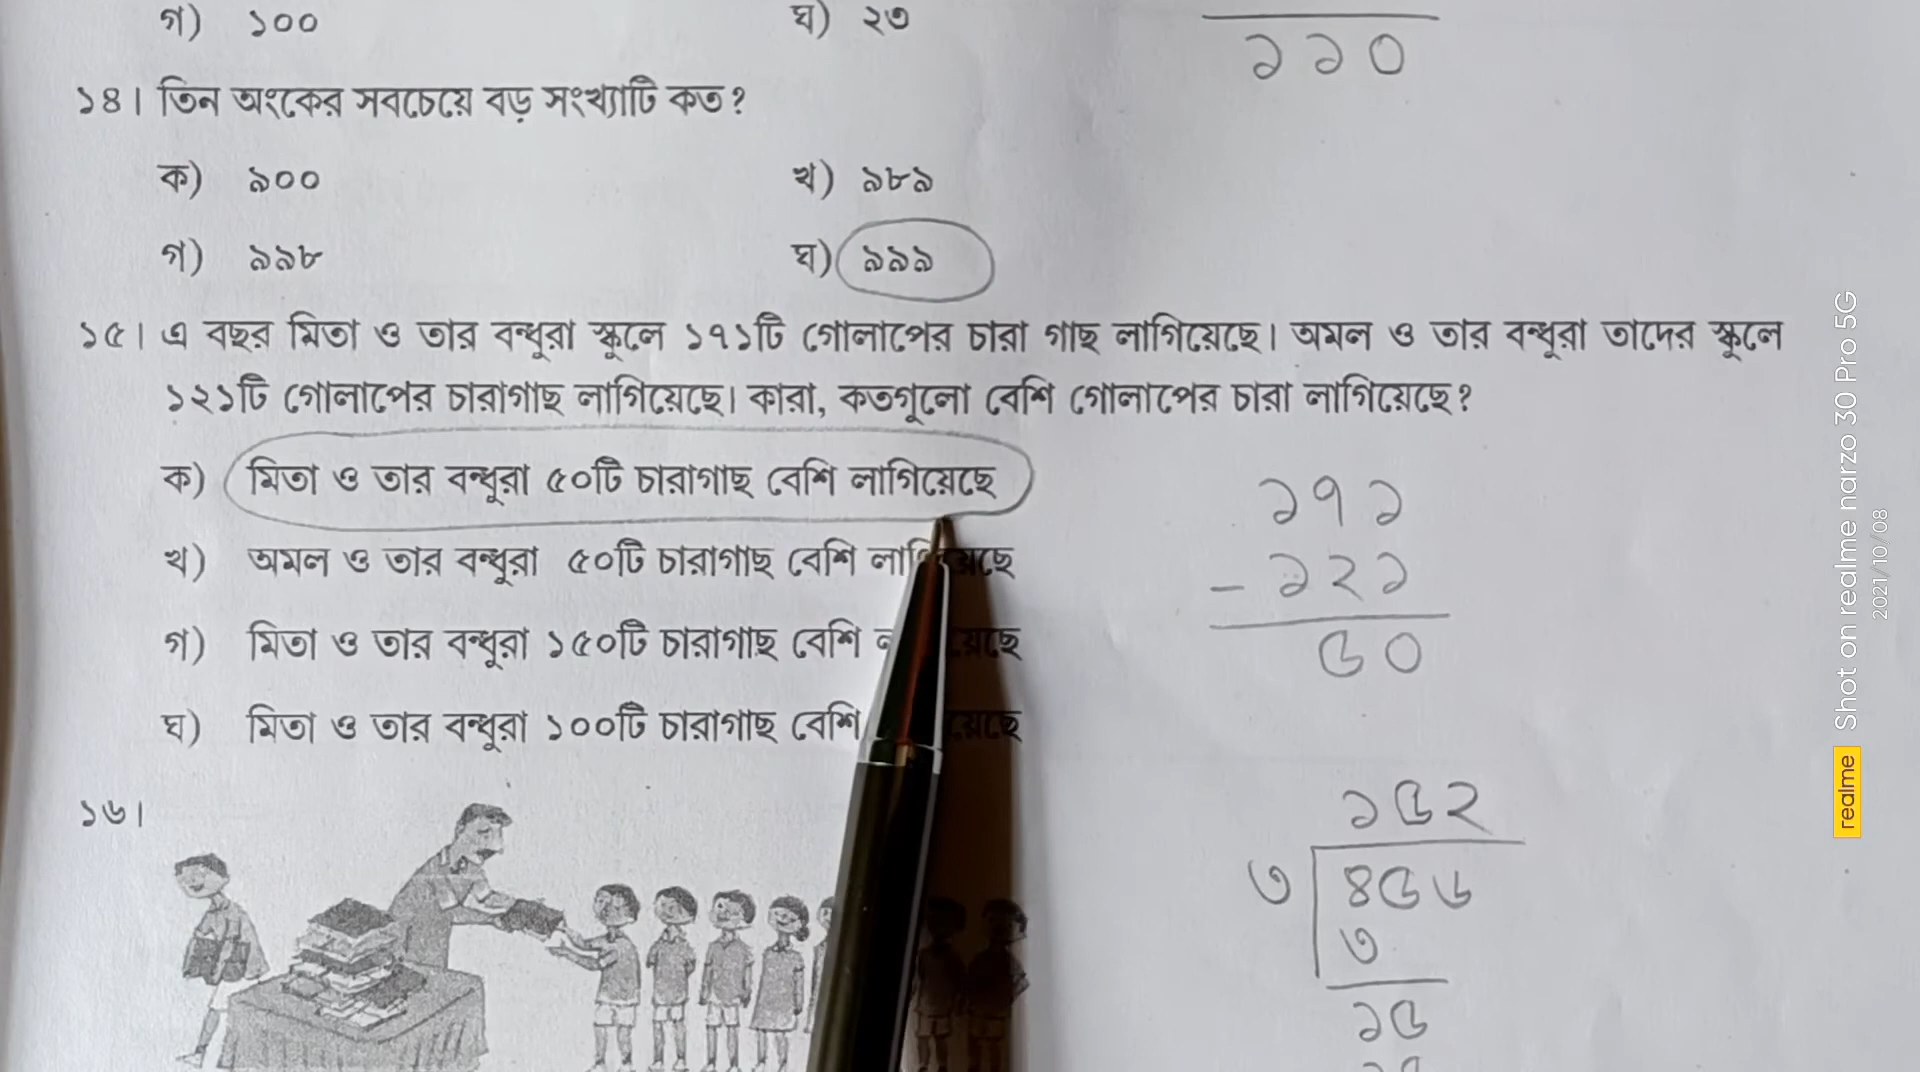 গ) ১০০ ঘ) ২৩
১১০
১৪। তিন অংকের সবচেয়ে বড় সংখ্যাটি কত?
ক) ৯০০ খ) ৯৮৯
গ) ৯৯৮ ঘ) ৯৯৯
১৫। এ বছর মিতা ও তার বন্ধুরা স্কুলে ১৭১টি গোলাপের চারা গাছ লাগিয়েছে। অমল ও তার বন্ধুরা তাদের স্কুলে
১২১টি গোলাপের চারাগাছ লাগিয়েছে। কারা, কতগুলো বেশি গোলাপের চারা লাগিয়েছে?
ক) মিতা ও তার বন্ধুরা ৫০টি চারাগাছ বেশি লাগিয়েছে
খ) অমল ও তার বন্ধুরা ৫০টি চারাগাছ বেশি
গ) মিতা ও তার বন্ধুরা ১৫০টি চারাগাছ বেশি
ঘ) মিতা ও তার বন্ধুরা ১০০টি চারাগাছ বেশি
১৭১
- ১২১
৫০
১৬।
১৫২
৩ ৪৫৬
৩
১৫
realme Shot on realme narzo 30 Pro 5G
2021/10/08